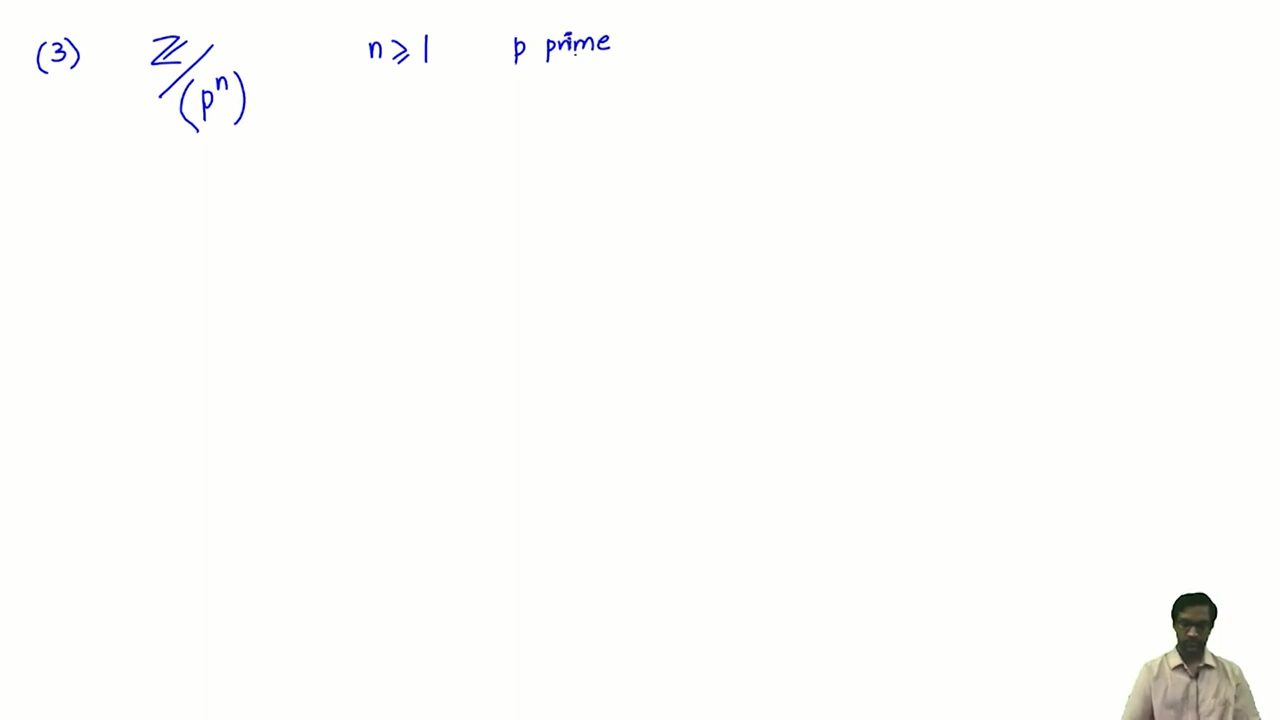 (3) ℤ/(pⁿ) n ⩾ 1 p prime